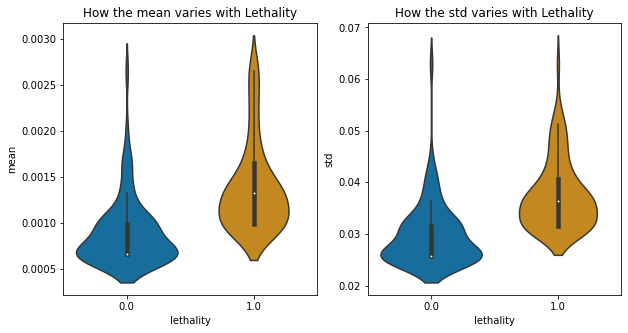 How the mean varies with Lethality
mean
0.0030
0.0025
0.0020
0.0015
0.0010
0.0005
0.0
1.0
lethality
How the std varies with Lethality
std
0.07
0.06
0.05
0.04
0.03
0.02
0.0
1.0
lethality